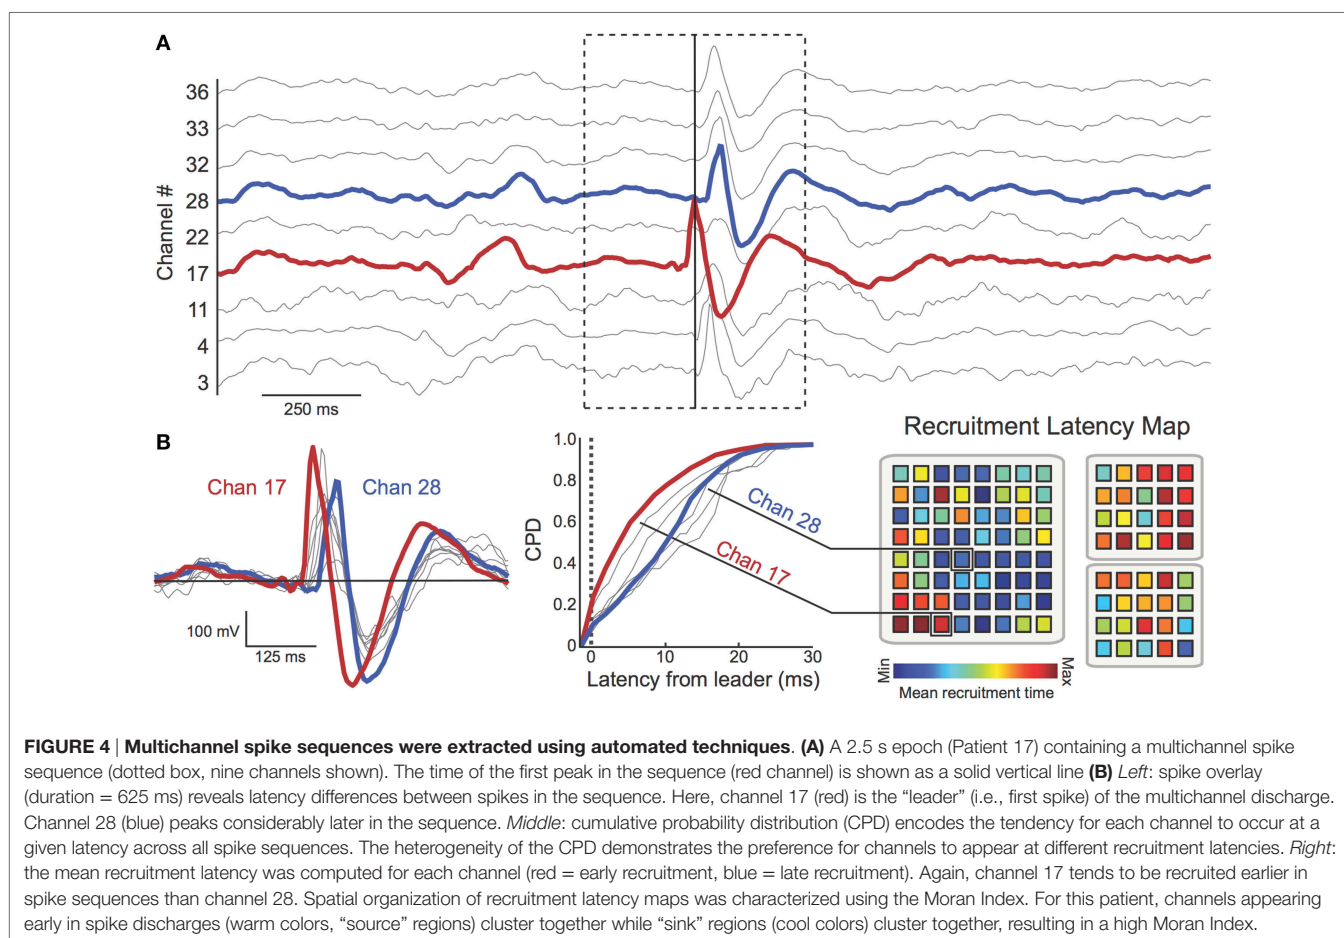 A
36
33
32
28
22
17
11
4
3
Channel #
250 ms
B
Chan 17
Chan 28
100 mV
125 ms
1.0
0.8
0.6
0.4
0.2
0
CPD
Chan 28
Chan 17
0 10 20 30
Latency from leader (ms)
Recruitment Latency Map
Min
Max
Mean recruitment time
FIGURE 4 | Multichannel spike sequences were extracted using automated techniques. (A) A 2.5 s epoch (Patient 17) containing a multichannel spike
sequence (dotted box, nine channels shown). The time of the first peak in the sequence (red channel) is shown as a solid vertical line (B) Left: spike overlay
(duration = 625 ms) reveals latency differences between spikes in the sequence. Here, channel 17 (red) is the “leader” (i.e., first spike) of the multichannel discharge.
Channel 28 (blue) peaks considerably later in the sequence. Middle: cumulative probability distribution (CPD) encodes the tendency for each channel to occur at a
given latency across all spike sequences. The heterogeneity of the CPD demonstrates the preference for channels to appear at different recruitment latencies. Right:
the mean recruitment latency was computed for each channel (red = early recruitment, blue = late recruitment). Again, channel 17 tends to be recruited earlier in
spike sequences than channel 28. Spatial organization of recruitment latency maps was characterized using the Moran Index. For this patient, channels appearing
early in spike discharges (warm colors, “source” regions) cluster together while “sink” regions (cool colors) cluster together, resulting in a high Moran Index.